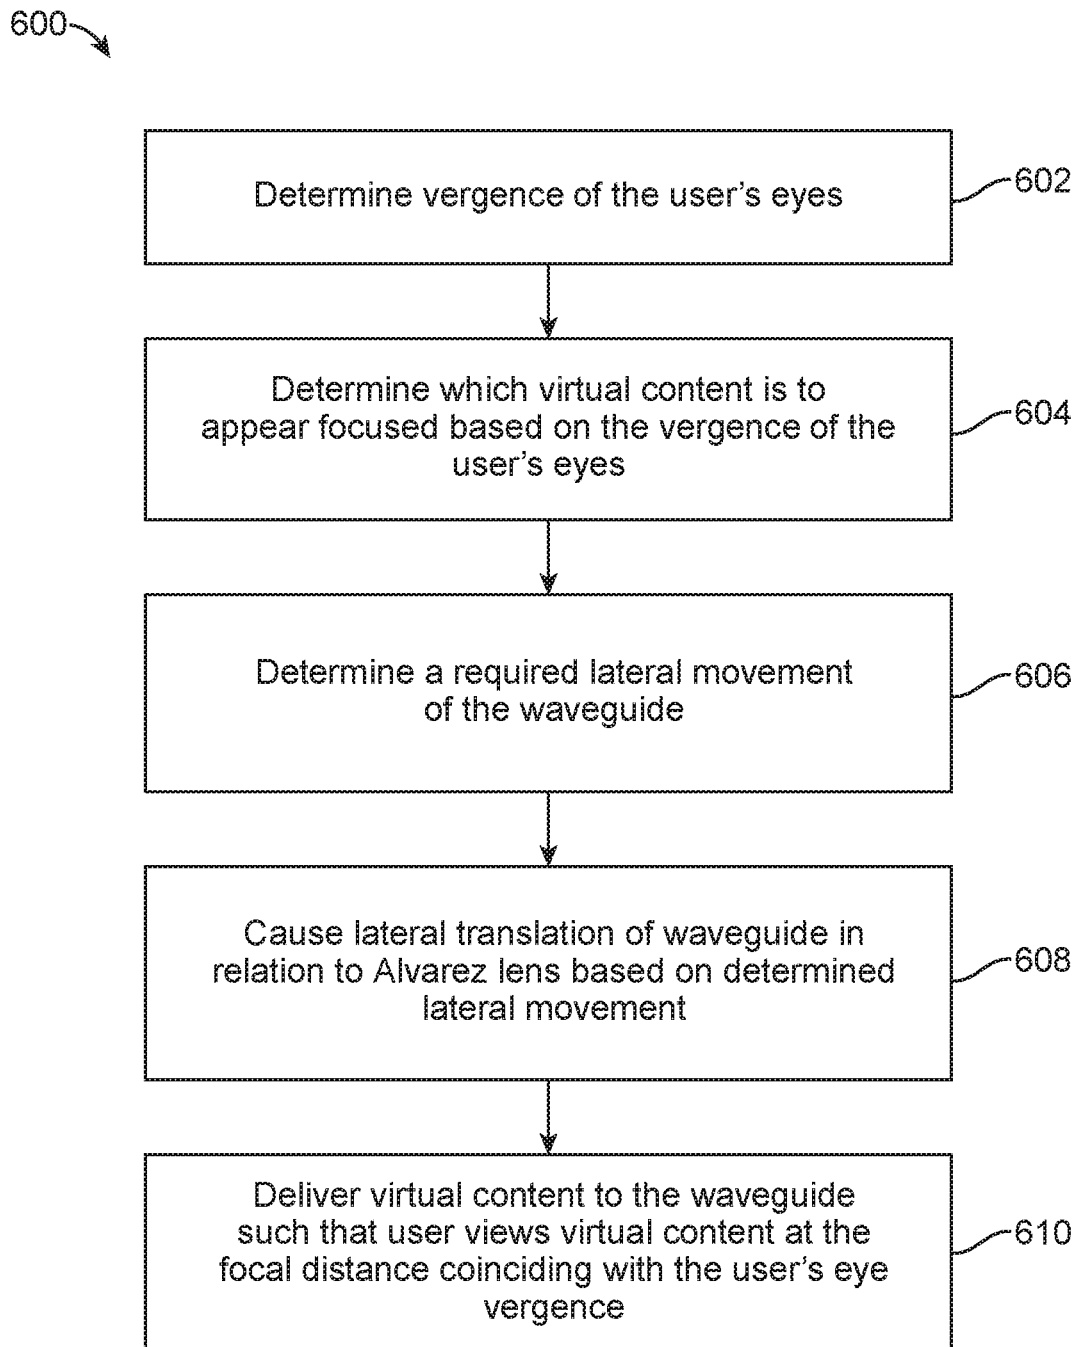 600
Determine vergence of the user's eyes
602
Determine which virtual content is to
appear focused based on the vergence of the
user's eyes
604
Determine a required lateral movement
of the waveguide
606
Cause lateral translation of waveguide in
relation to Alvarez lens based on determined
lateral movement
608
Deliver virtual content to the waveguide
such that user views virtual content at the
focal distance coinciding with the user's eye
vergence
610